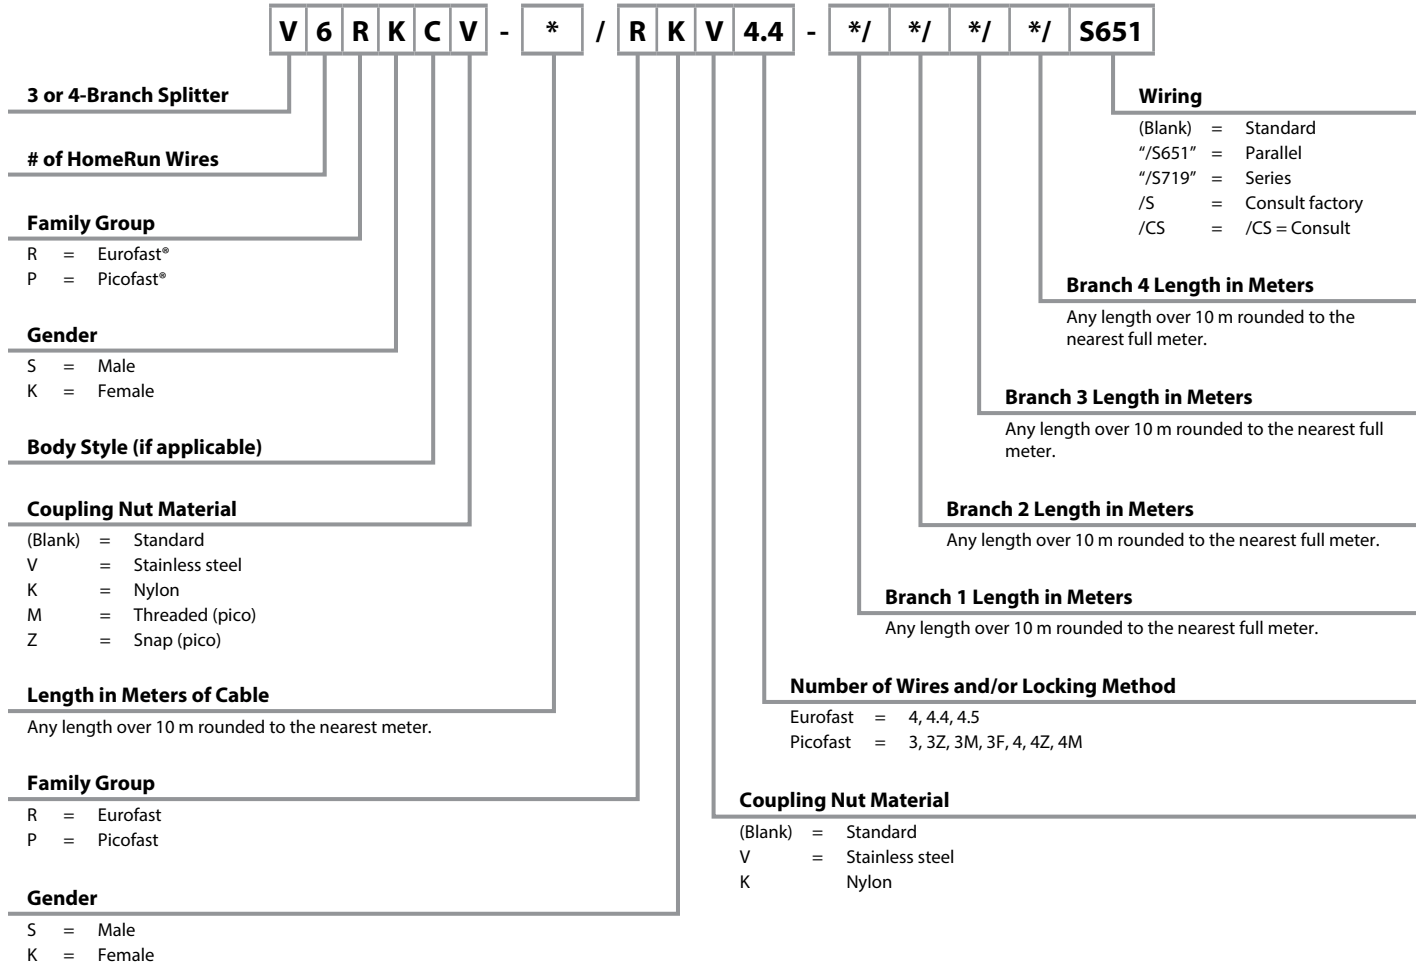 V 6 R K C V - * / R K V 4.4 - */ */ */ */ S651
3 or 4-Branch Splitter
# of HomeRun Wires
Family Group
R = Eurofast®
P = Picofast®
Gender
S = Male
K = Female
Body Style (if applicable)
Coupling Nut Material
(Blank) = Standard
V = Stainless steel
K = Nylon
M = Threaded (pico)
Z = Snap (pico)
Length in Meters of Cable
Any length over 10 m rounded to the nearest meter.
Family Group
R = Eurofast
P = Picofast
Gender
S = Male
K = Female
Wiring
(Blank) = Standard
“/S651” = Parallel
“/S719” = Series
/S = Consult factory
/CS = /CS = Consult
Branch 4 Length in Meters
Any length over 10 m rounded to the
nearest full meter.
Branch 3 Length in Meters
Any length over 10 m rounded to the nearest full
meter.
Branch 2 Length in Meters
Any length over 10 m rounded to the nearest full meter.
Branch 1 Length in Meters
Any length over 10 m rounded to the nearest full meter.
Number of Wires and/or Locking Method
Eurofast = 4, 4.4, 4.5
Picofast = 3, 3Z, 3M, 3F, 4, 4Z, 4M
Coupling Nut Material
(Blank) = Standard
V = Stainless steel
K Nylon